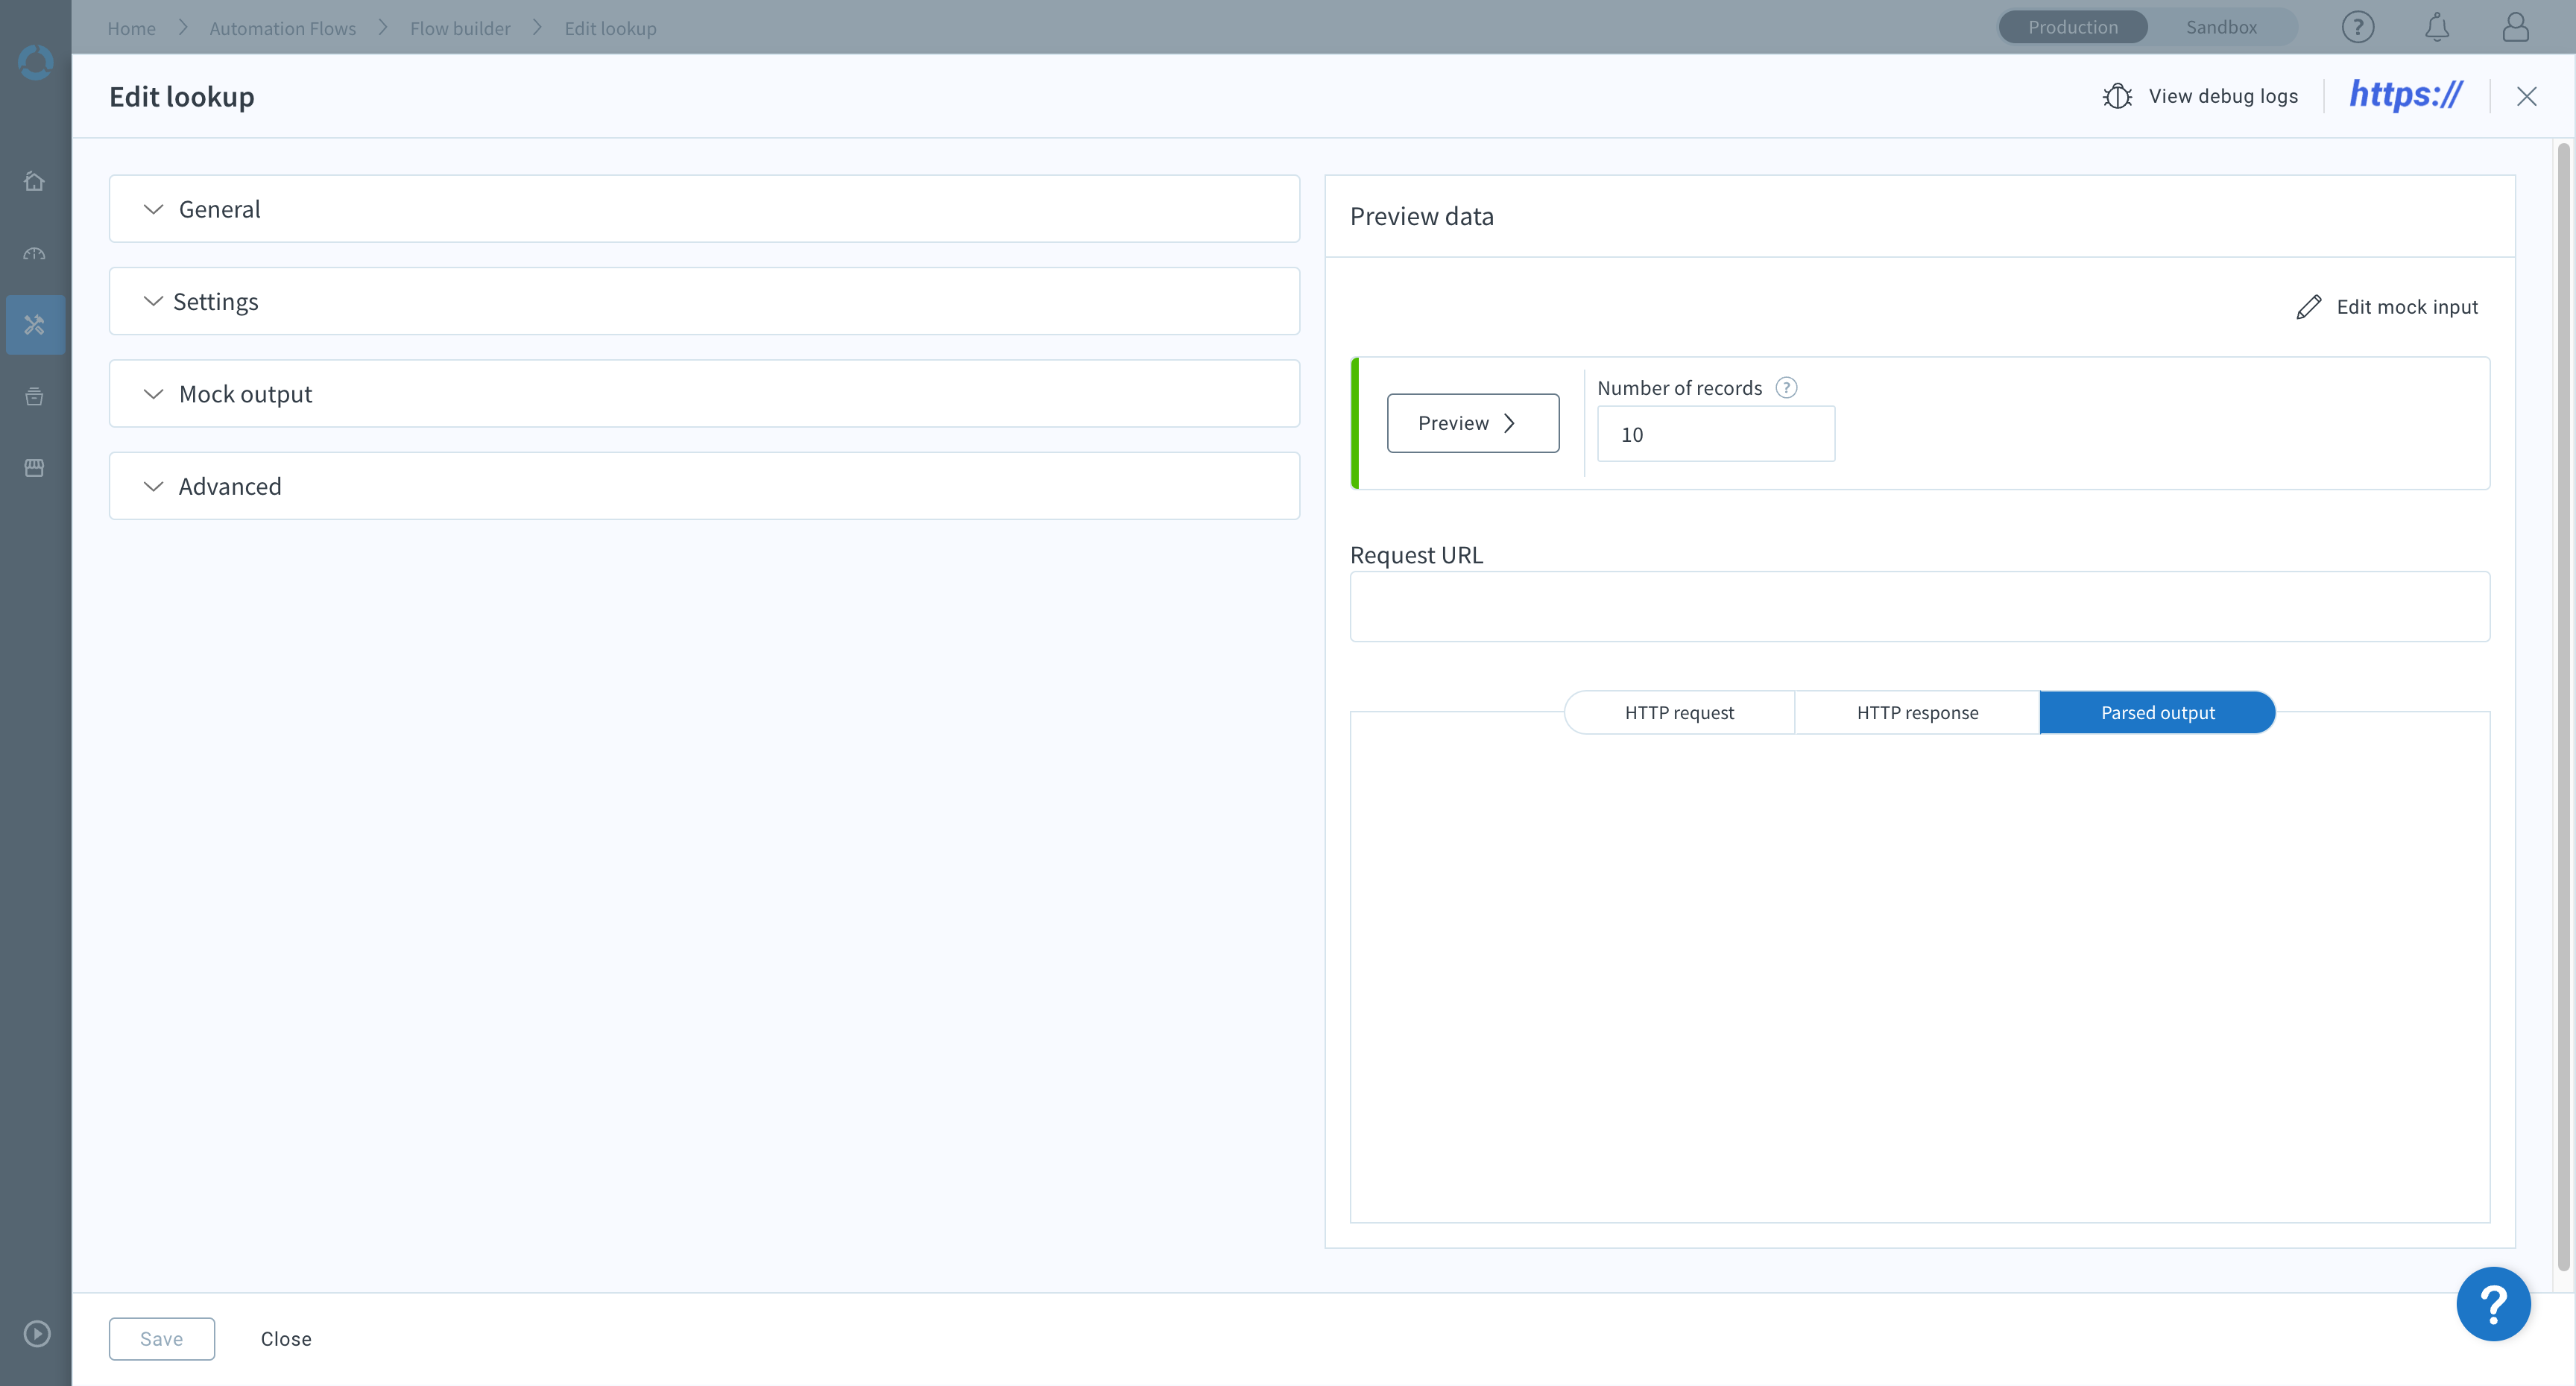 Home > Automation Flows > Flow builder > Edit lookup
Production Sandbox
Edit lookup
View debug logs
https://
General
Settings
Mock output
Advanced
Preview data
Edit mock input
Preview
Number of records ?
10
Request URL
HTTP request HTTP response Parsed output
Save Close
?